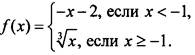 f(x) = { -x - 2, если x < -1,
∛x, если x ≥ -1.